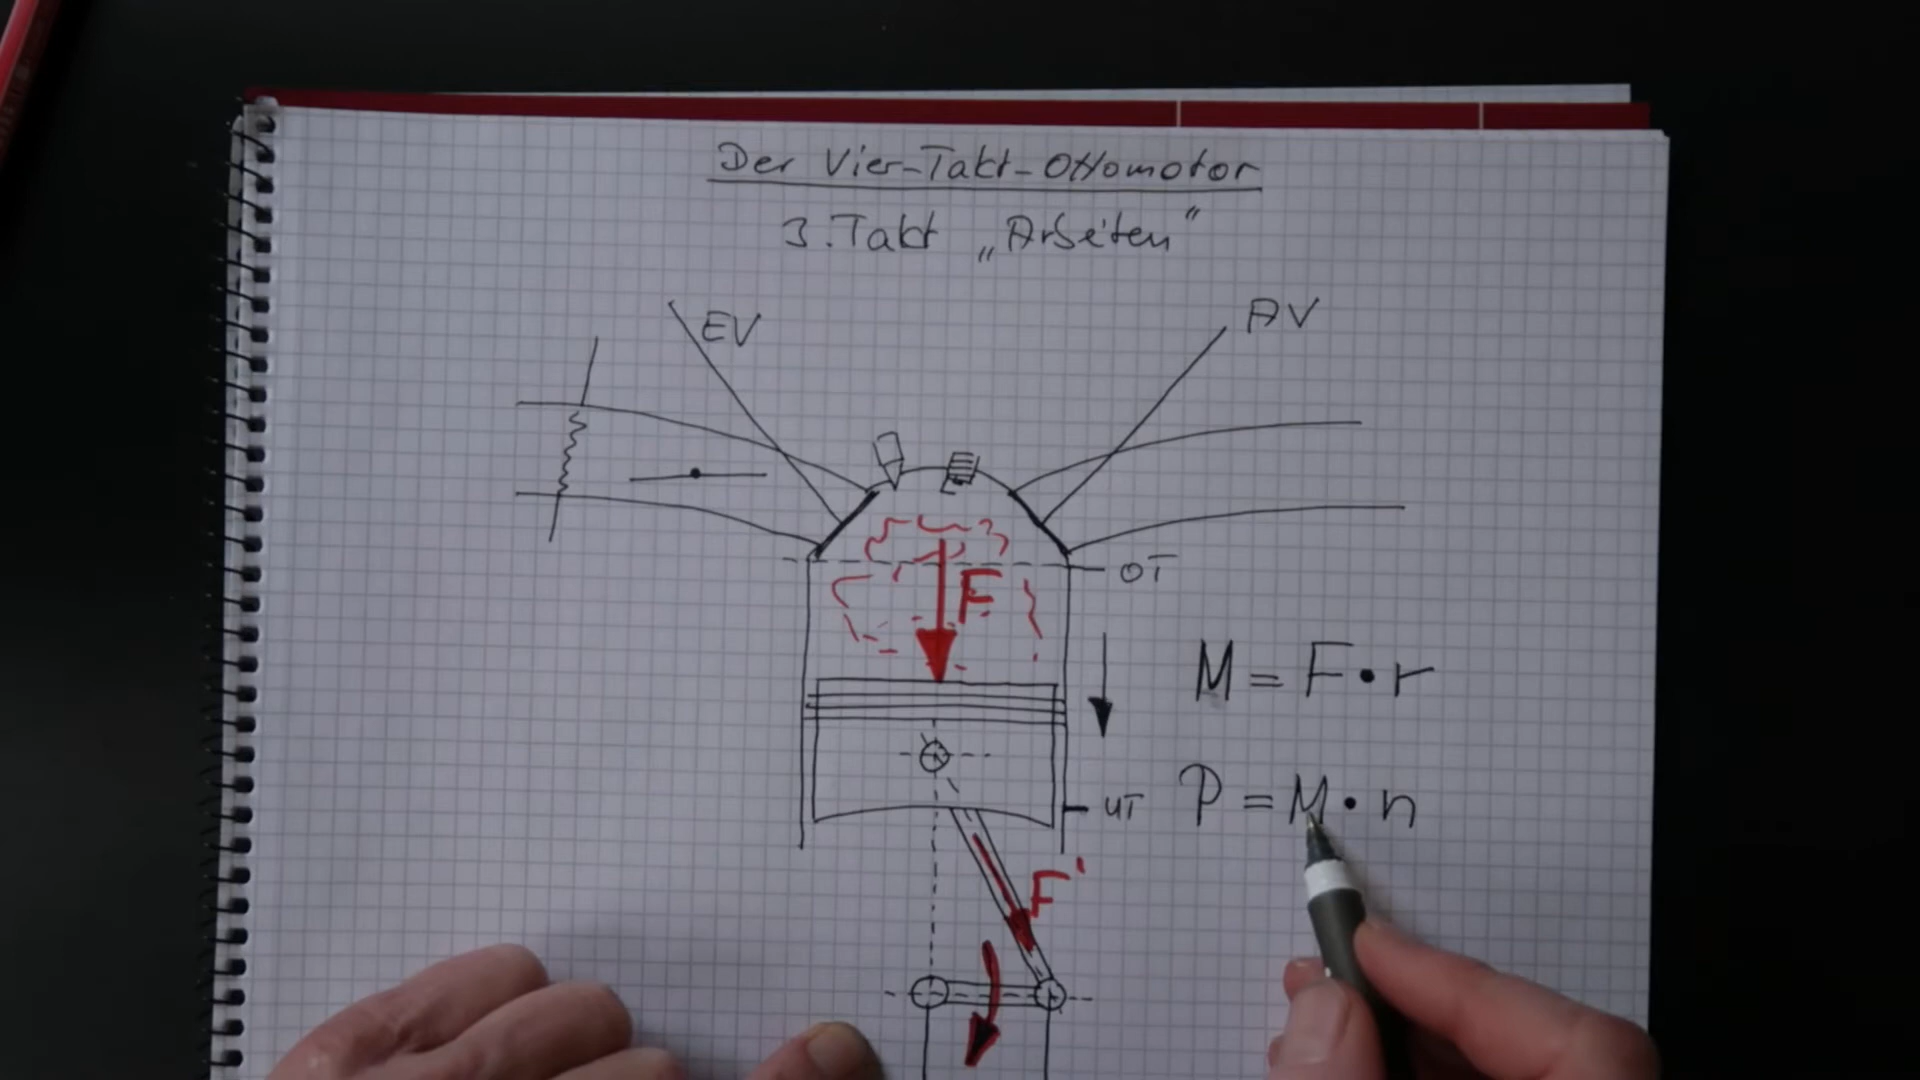 Der Vier-Takt-Ottomotor
3. Takt „Arbeiten"
EV
AV
OT
F
M = F • r
UT
P = M • n
F'